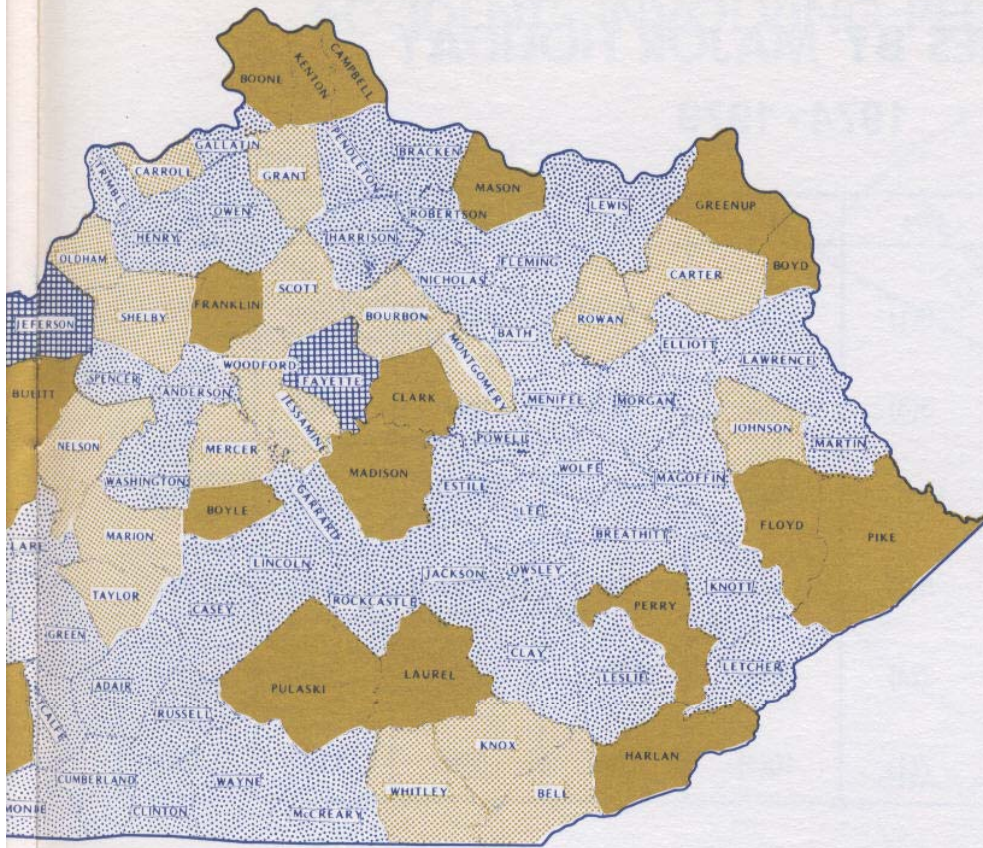 BOONE
KENTON
CAMPBELL
GALLATIN
CARROLL
TRIMBLE
GRANT
PENDLETON
BRACKEN
MASON
LEWIS
GREENUP
OWEN
ROBERTSON
HENRY
HARRISON
OLDHAM
FLEMING
BOYD
CARTER
NICHOLAS
SCOTT
FRANKLIN
SHELBY
BOURBON
ROWAN
JEFERSON
BATH
ELLIOTT
LAWRENCE
WOODFORD
MONTGOMERY
SPENCER
FAYETTE
ANDERSON
BULITT
CLARK
MENIFEE
MORGAN
JESSAMINE
JOHNSON
MARTIN
NELSON
MERCER
POWELL
WOLFE
MADISON
MAGOFFIN
WASHINGTON
ESTILL
BOYLE
GARRARD
LEE
FLOYD
PIKE
MARION
BREATHITT
LARE
LINCOLN
JACKSON
OWSLEY
KNOTT
TAYLOR
ROCKCASTLE
CASEY
PERRY
GREEN
CLAY
LETCHER
LESLIE
LAUREL
ADAIR
PULASKI
RUSSELL
KNOX
HARLAN
CUMBERLAND
WAYNE
WHITLEY
BELL
MONBE
CLINTON
McCREARY